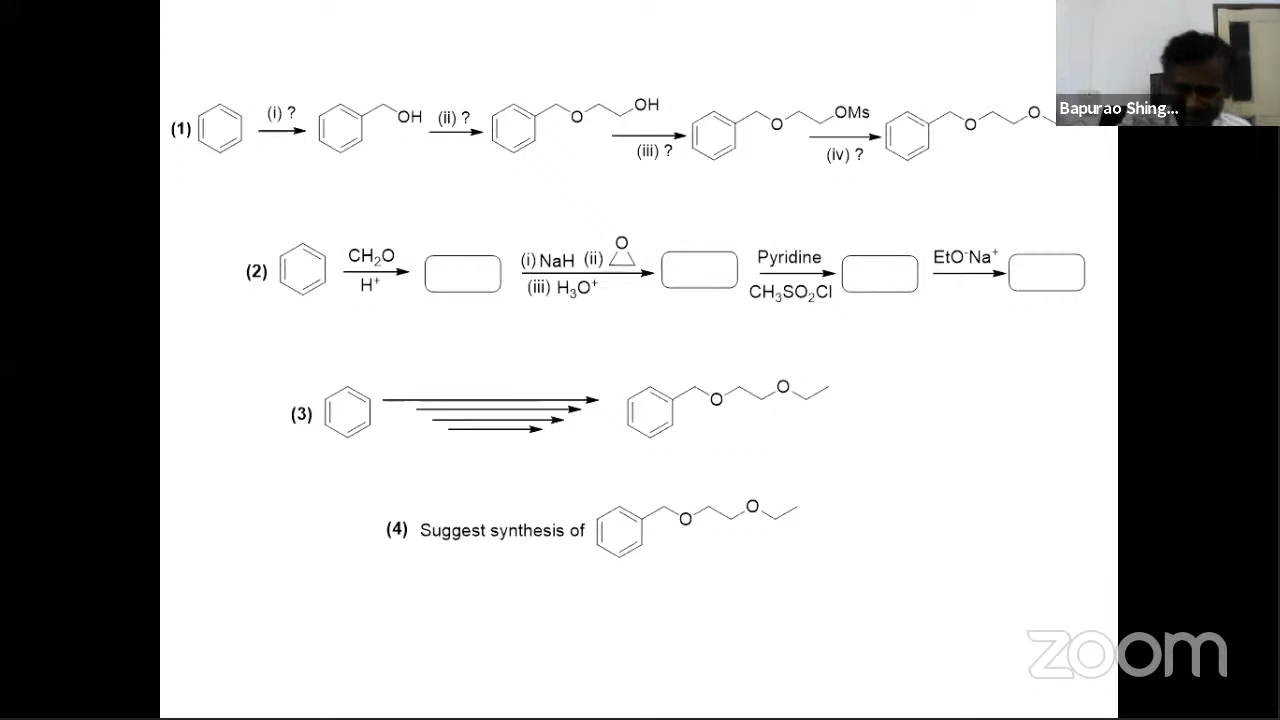 Bapurao Shing...
(1) (i) ? OH (ii) ? O OH (iii) ? O OMs (iv) ? O O
(2) CH₂O H⁺ (i) NaH (ii) O (iii) H₃O⁺ Pyridine CH₃SO₂Cl EtO⁻Na⁺
(3) O O
(4) Suggest synthesis of O O
zoom